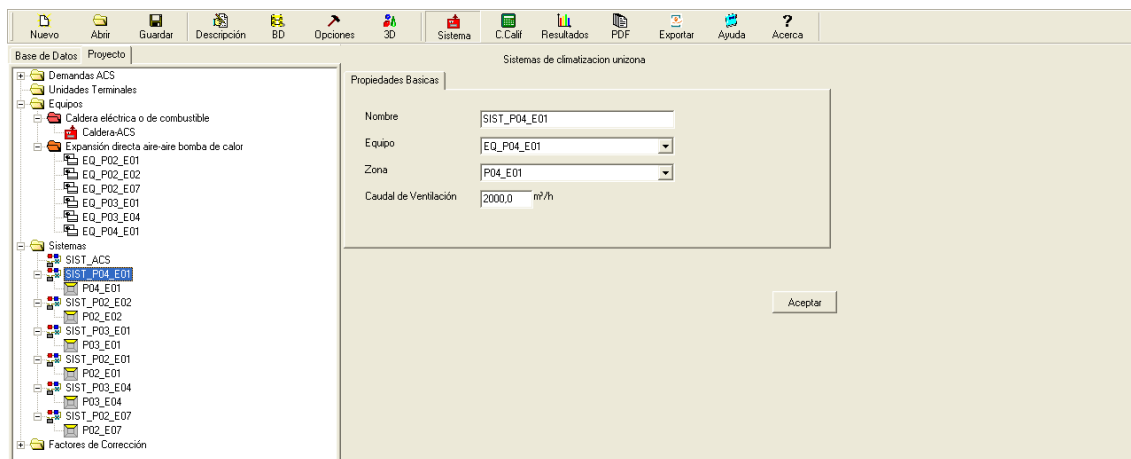 Nuevo Abrir Guardar Descripción BD Opciones 3D Sistema C.Calif Resultados PDF Exportar Ayuda Acerca
Base de Datos Proyecto
Demandas ACS
Unidades Terminales
Equipos
Caldera eléctrica o de combustible
Caldera-ACS
Expansión directa aire-aire bomba de calor
EQ_P02_E01
EQ_P02_E02
EQ_P02_E07
EQ_P03_E01
EQ_P03_E04
EQ_P04_E01
Sistemas
SIST_ACS
SIST_P04_E01
P04_E01
SIST_P02_E02
P02_E02
SIST_P03_E01
P03_E01
SIST_P02_E01
P02_E01
SIST_P03_E04
P03_E04
SIST_P02_E07
P02_E07
Factores de Corrección
Sistemas de climatizacion unizona
Propiedades Basicas
Nombre SIST_P04_E01
Equipo EQ_P04_E01
Zona P04_E01
Caudal de Ventilación 2000,0 m³/h
Aceptar